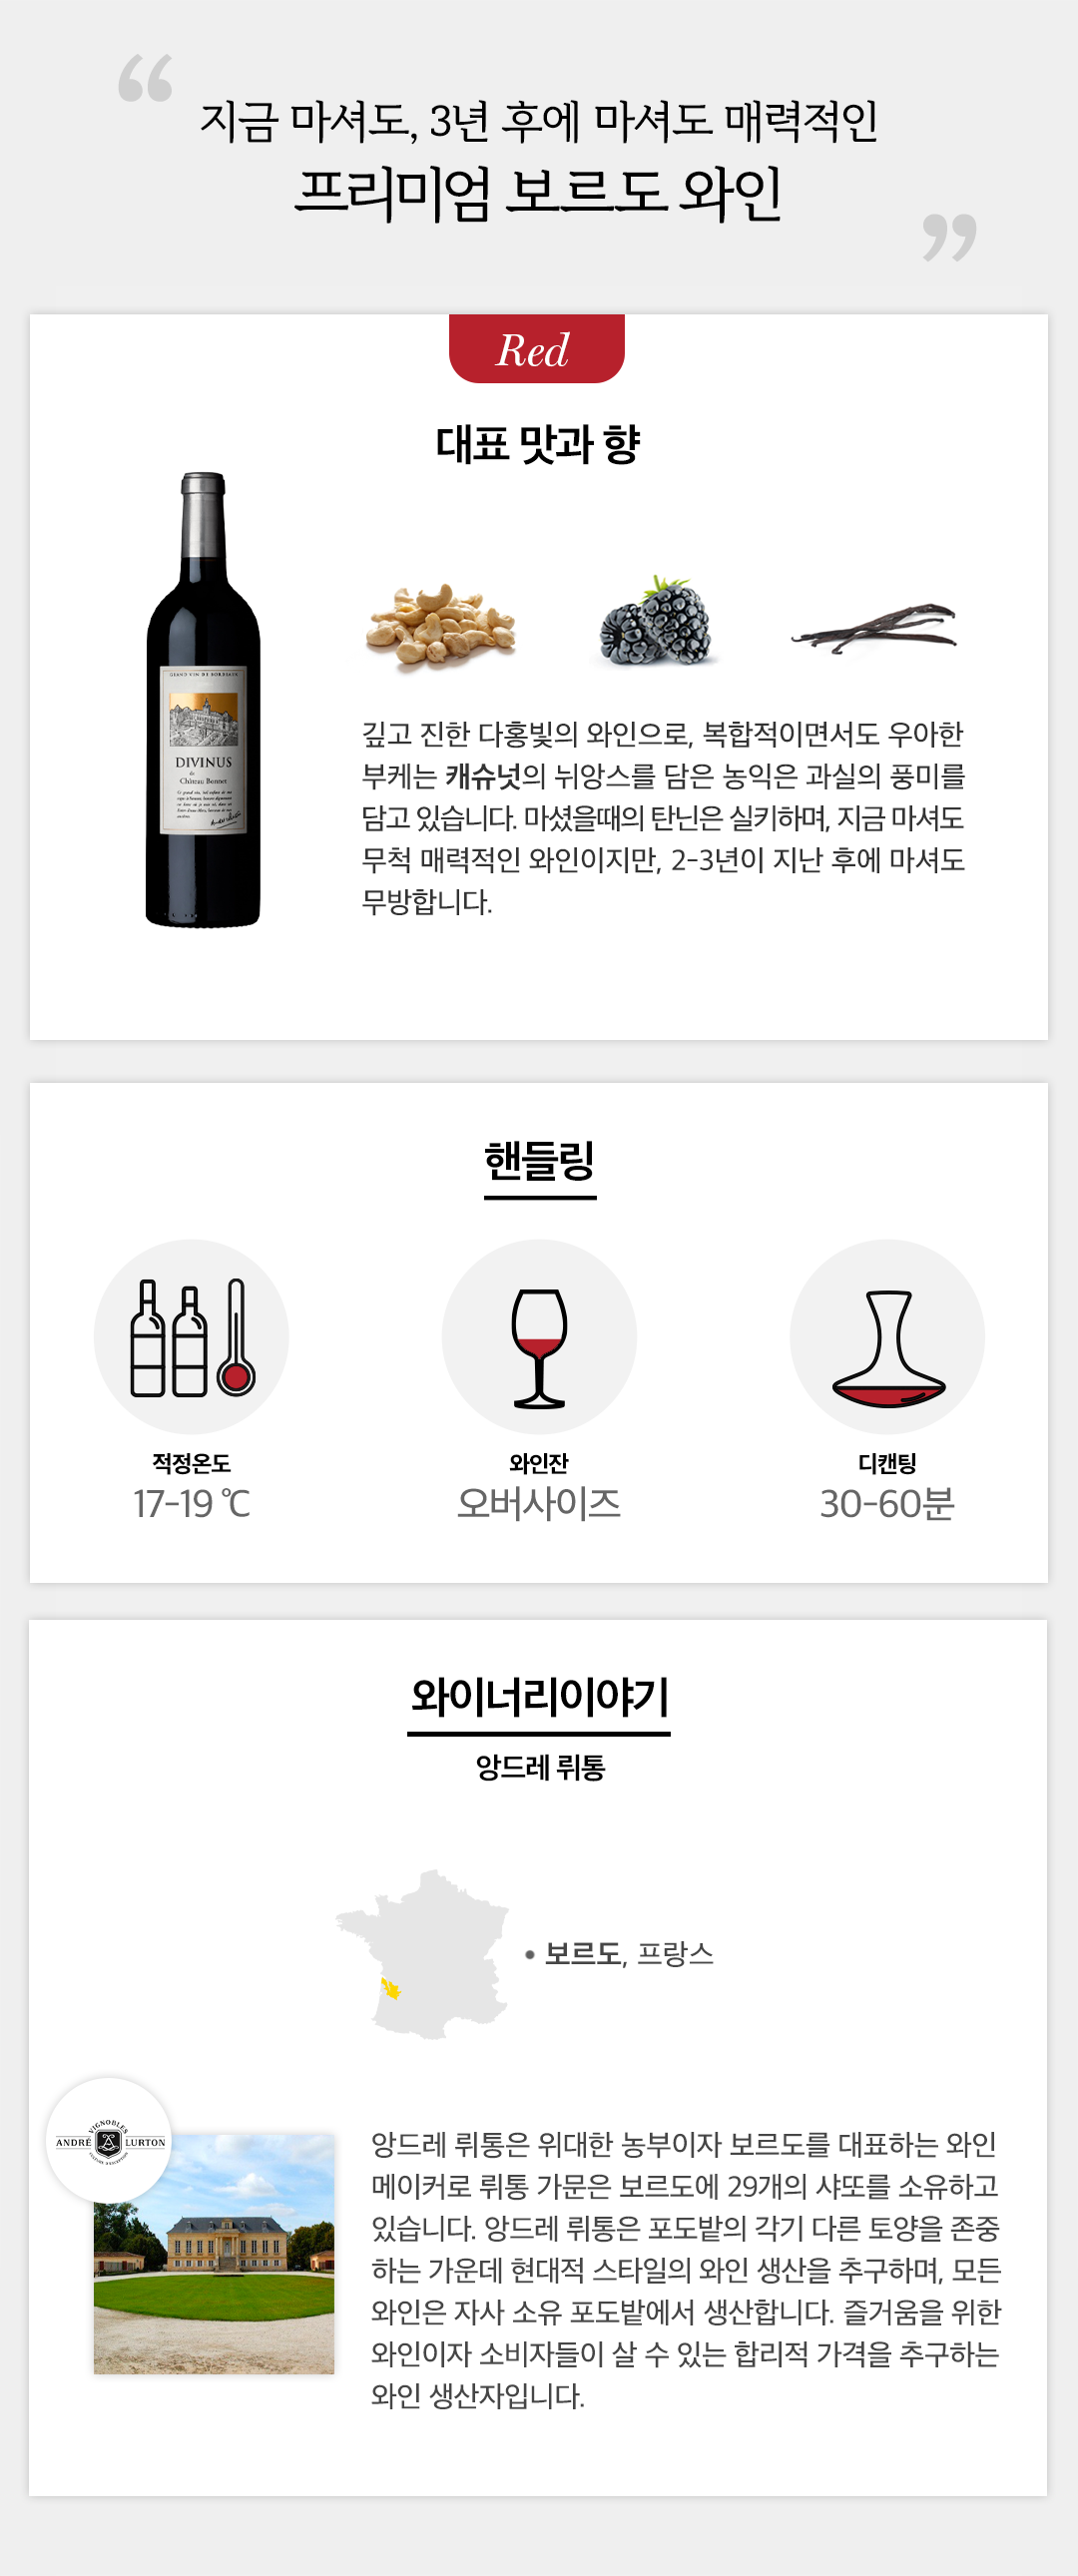 “
지금 마셔도, 3년 후에 마셔도 매력적인
프리미엄 보르도 와인
”
Red
대표 맛과 향
GRAND VIN DE BORDEAUX
DIVINUS
de
Château Bonnet
깊고 진한 다홍빛의 와인으로, 복합적이면서도 우아한
부케는 캐슈넛의 뉘앙스를 담은 농익은 과실의 풍미를
담고 있습니다. 마셨을때의 탄닌은 실키하며, 지금 마셔도
무척 매력적인 와인이지만, 2-3년이 지난 후에 마셔도
무방합니다.
핸들링
적정온도
17-19 ℃
와인잔
오버사이즈
디캔팅
30-60분
와이너리이야기
앙드레 뤼통
• 보르도, 프랑스
VIGNOBLES
ANDRÉ LURTON
앙드레 뤼통은 위대한 농부이자 보르도를 대표하는 와인
메이커로 뤼통 가문은 보르도에 29개의 샤또를 소유하고
있습니다. 앙드레 뤼통은 포도밭의 각기 다른 토양을 존중
하는 가운데 현대적 스타일의 와인 생산을 추구하며, 모든
와인은 자사 소유 포도밭에서 생산합니다. 즐거움을 위한
와인이자 소비자들이 살 수 있는 합리적 가격을 추구하는
와인 생산자입니다.